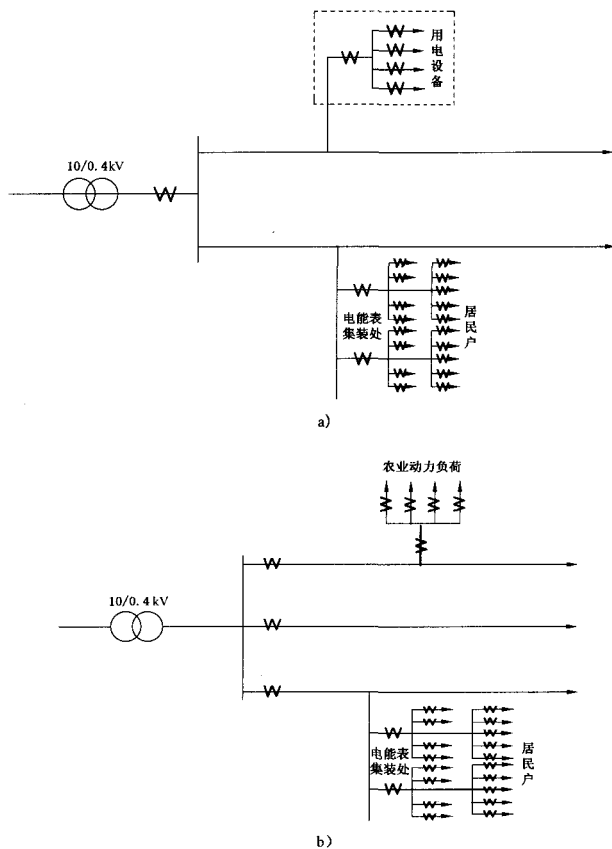 用电设备
10/0.4kV
电能表
集装处
居民户
a）
农业动力负荷
10/0.4kV
电能表
集装处
居民户
b）